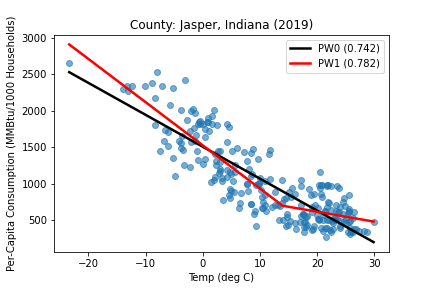 County: Jasper, Indiana (2019)
Per-Capita Consumption (MMBtu/1000 Households)
3000
2500
2000
1500
1000
500
PW0 (0.742)
PW1 (0.782)
−20
−10
0
10
20
30
Temp (deg C)